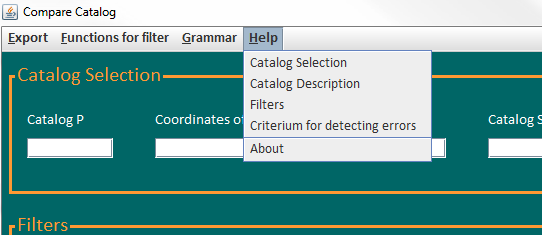 Compare Catalog
Export Functions for filter Grammar Help
Catalog Selection
Catalog Description
Filters
Criterium for detecting errors
About
Catalog Selection
Catalog P Coordinates of Catalog S
Filters